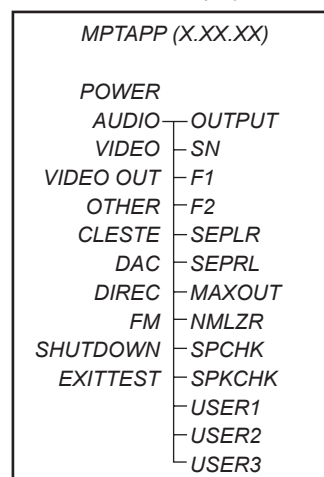 MPTAPP (X.XX.XX)
POWER
AUDIO OUTPUT
VIDEO SN
VIDEO OUT F1
OTHER F2
CLESTE SEPLR
DAC SEPRL
DIREC MAXOUT
FM NMLZR
SHUTDOWN SPCHK
EXITTEST SPKCHK
USER1
USER2
USER3